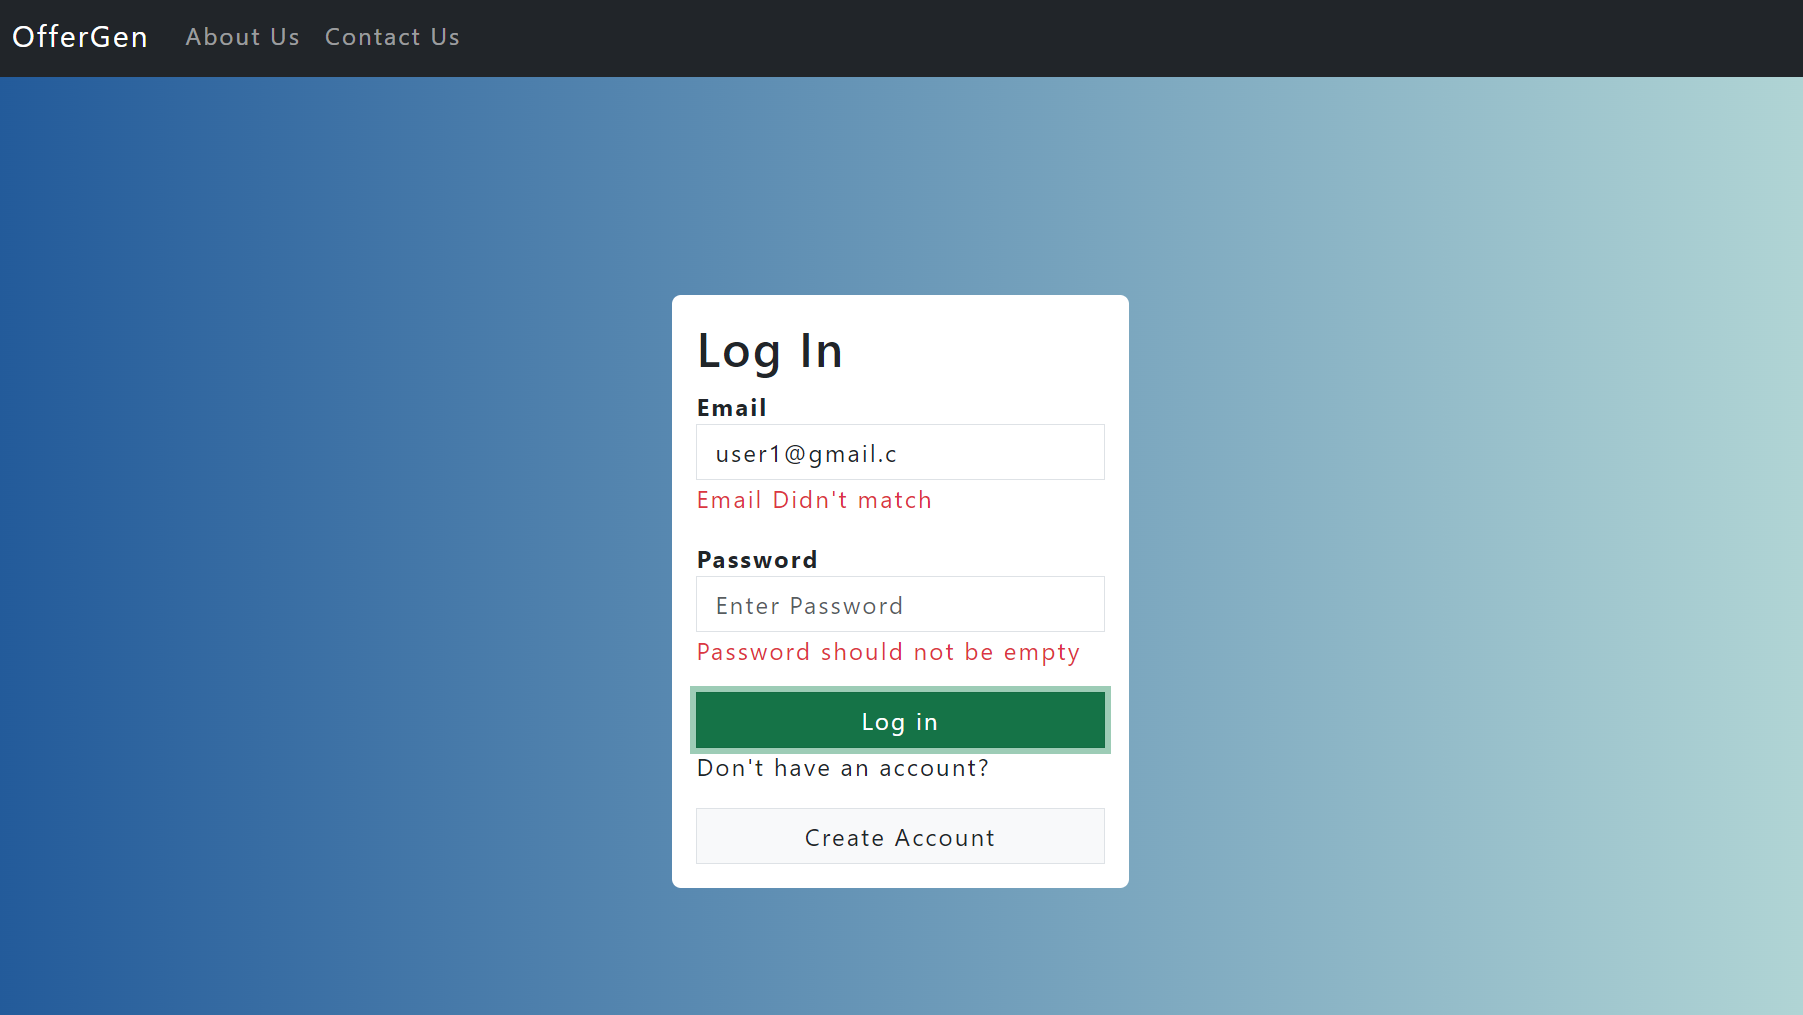 OfferGen About Us Contact Us
Log In
Email
user1@gmail.c
Email Didn't match
Password
Enter Password
Password should not be empty
Log in
Don't have an account?
Create Account